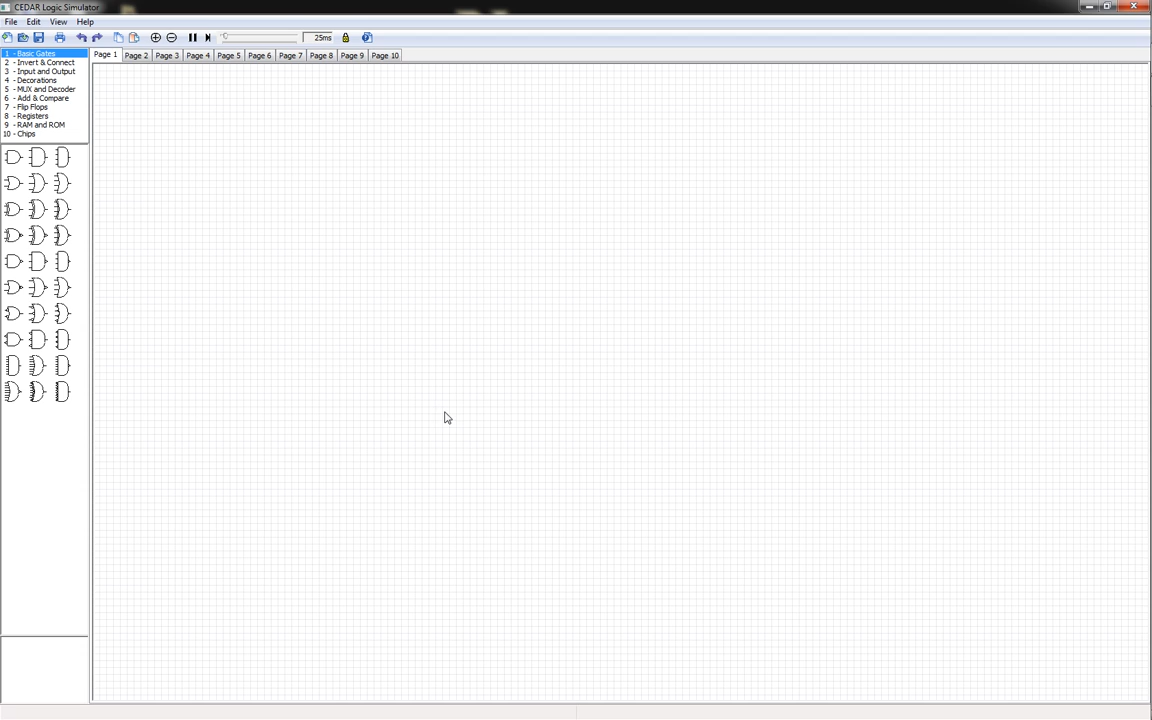 CEDAR Logic Simulator
File Edit View Help
25ms
1 - Basic Gates
2 - Invert & Connect
3 - Input and Output
4 - Decorations
5 - MUX and Decoder
6 - Add & Compare
7 - Flip Flops
8 - Registers
9 - RAM and ROM
10 - Chips
Page 1 Page 2 Page 3 Page 4 Page 5 Page 6 Page 7 Page 8 Page 9 Page 10